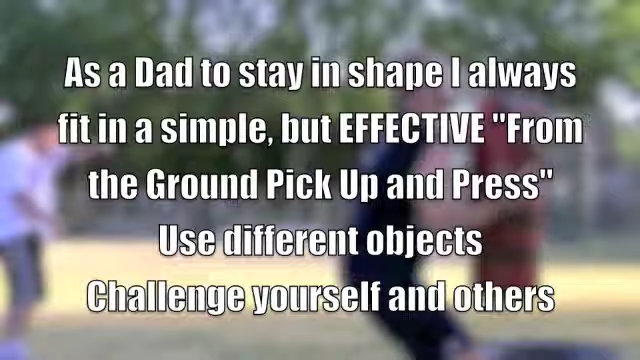 As a Dad to stay in shape I always
fit in a simple, but EFFECTIVE "From
the Ground Pick Up and Press"
Use different objects
Challenge yourself and others